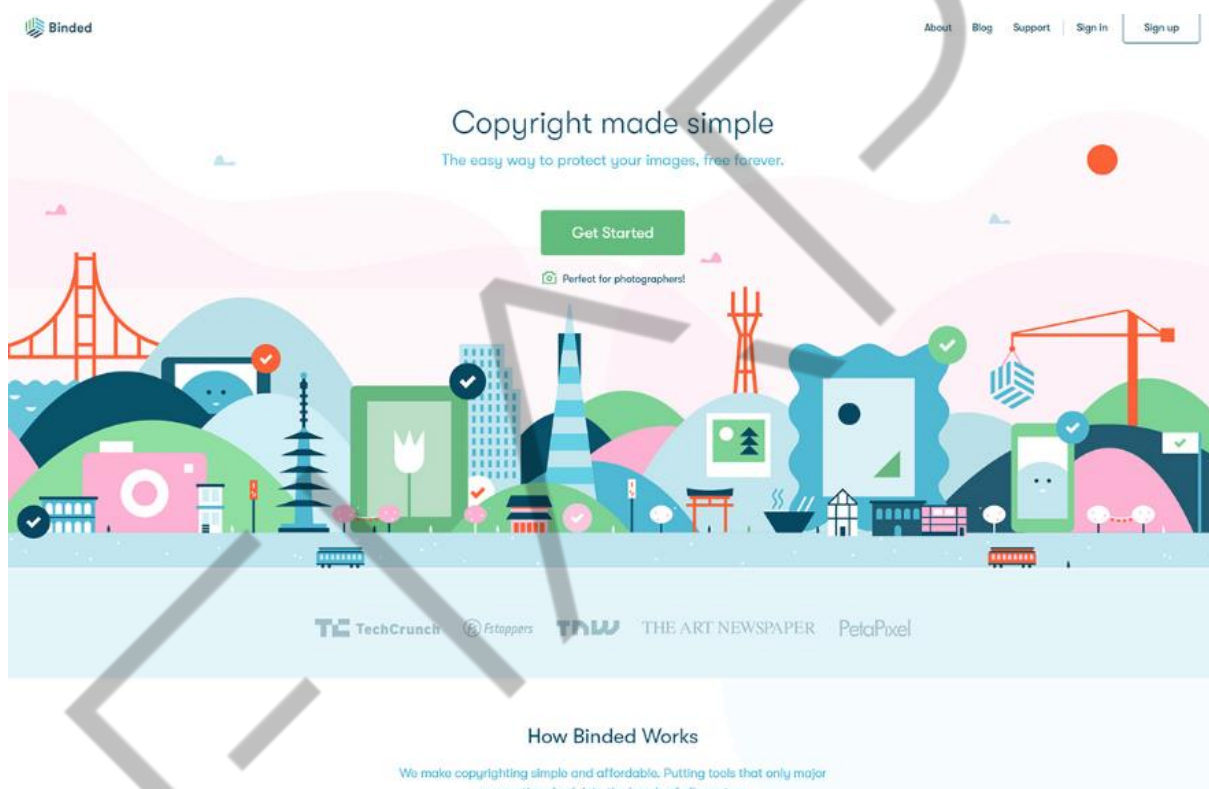 Binded
About Blog Support Sign in Sign up
Copyright made simple
The easy way to protect your images, free forever.
Get Started
Perfect for photographers!
TC TechCrunch Fstoppers TNW THE ART NEWSPAPER PetaPixel
How Binded Works
We make copyrighting simple and affordable. Putting tools that only major